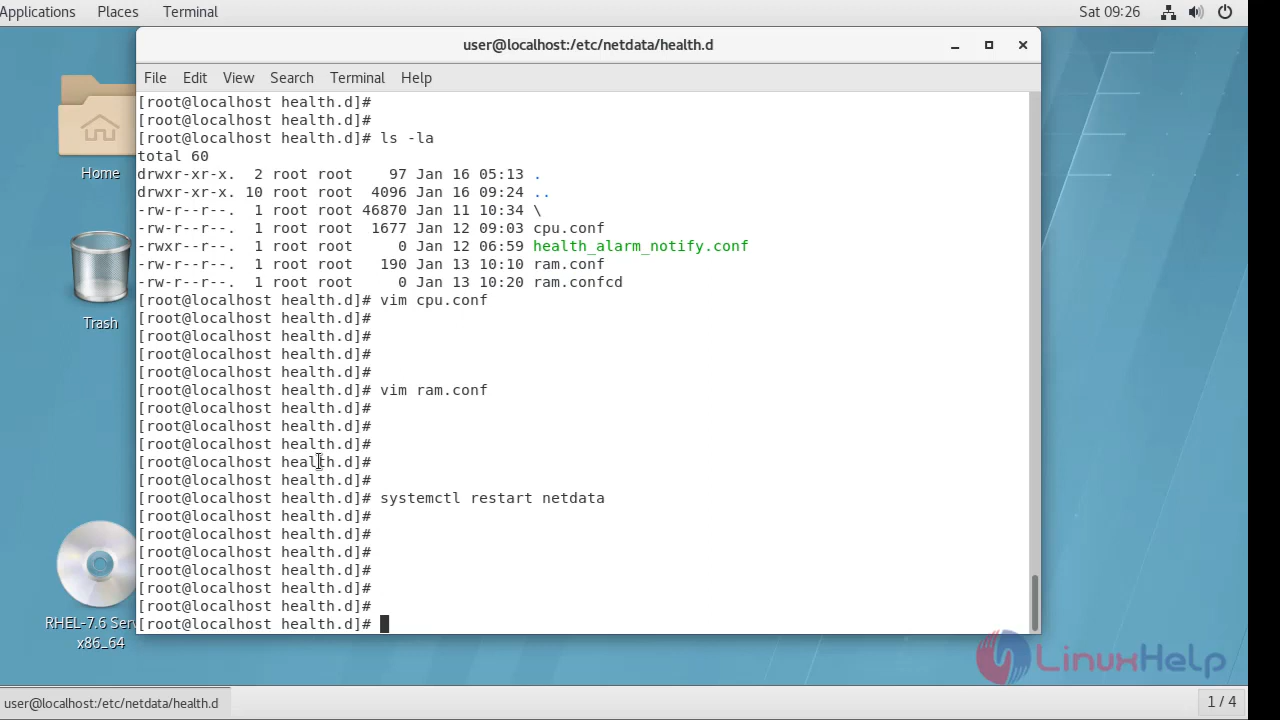 Applications Places Terminal Sat 09:26
user@localhost:/etc/netdata/health.d
File Edit View Search Terminal Help
[root@localhost health.d]#
[root@localhost health.d]#
[root@localhost health.d]# ls -la
total 60
drwxr-xr-x. 2 root root 97 Jan 16 05:13 .
drwxr-xr-x. 10 root root 4096 Jan 16 09:24 ..
-rw-r--r--. 1 root root 46870 Jan 11 10:34 \
-rw-r--r--. 1 root root 1677 Jan 12 09:03 cpu.conf
-rwxr--r--. 1 root root 0 Jan 12 06:59 health_alarm_notify.conf
-rw-r--r--. 1 root root 190 Jan 13 10:10 ram.conf
-rw-r--r--. 1 root root 0 Jan 13 10:20 ram.confcd
[root@localhost health.d]# vim cpu.conf
[root@localhost health.d]#
[root@localhost health.d]#
[root@localhost health.d]#
[root@localhost health.d]#
[root@localhost health.d]# vim ram.conf
[root@localhost health.d]#
[root@localhost health.d]#
[root@localhost health.d]#
[root@localhost health.d]#
[root@localhost health.d]#
[root@localhost health.d]# systemctl restart netdata
[root@localhost health.d]#
[root@localhost health.d]#
[root@localhost health.d]#
[root@localhost health.d]#
[root@localhost health.d]#
[root@localhost health.d]#
[root@localhost health.d]#
Home
Trash
RHEL-7.6 Serv
x86_64
LinuxHelp
user@localhost:/etc/netdata/health.d
1 / 4